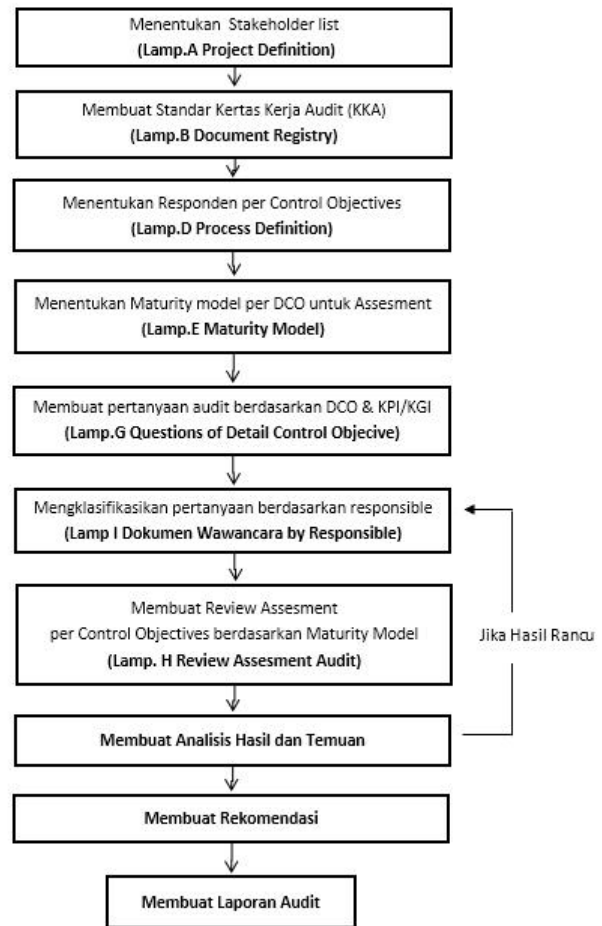 Menentukan Stakeholder list
(Lamp.A Project Definition)
Membuat Standar Kertas Kerja Audit (KKA)
(Lamp.B Document Registry)
Menentukan Responden per Control Objectives
(Lamp.D Process Definition)
Menentukan Maturity model per DCO untuk Assesment
(Lamp.E Maturity Model)
Membuat pertanyaan audit berdasarkan DCO & KPI/KGI
(Lamp.G Questions of Detail Control Objecive)
Mengklasifikasikan pertanyaan berdasarkan responsible
(Lamp I Dokumen Wawancara by Responsible)
Membuat Review Assesment
per Control Objectives berdasarkan Maturity Model
(Lamp. H Review Assesment Audit)
Jika Hasil Rancu
Membuat Analisis Hasil dan Temuan
Membuat Rekomendasi
Membuat Laporan Audit